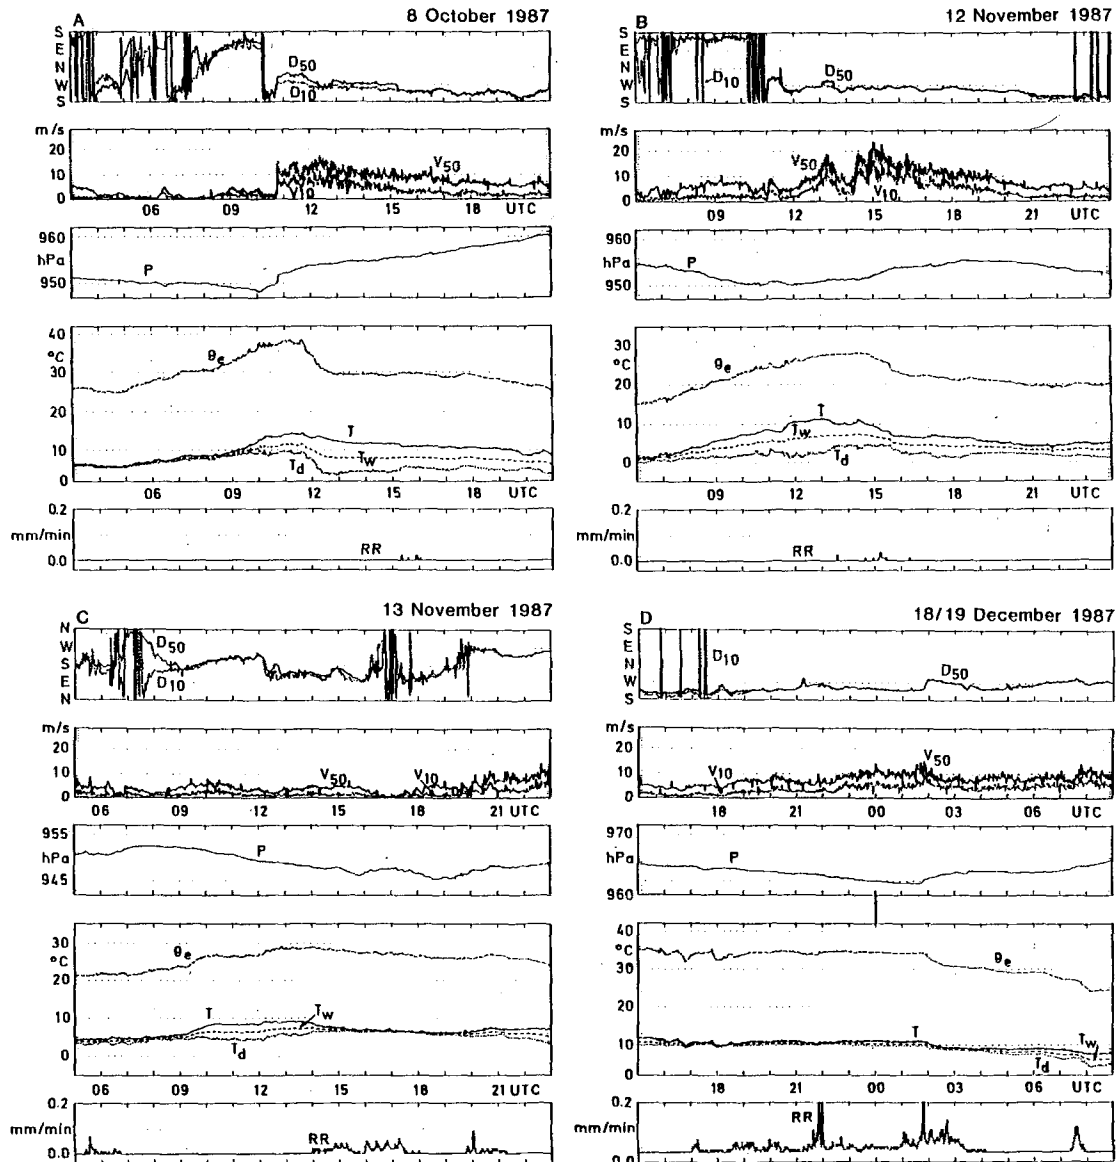 A 8 October 1987
S
E
N
W
S
D50
D10
m/s
20
10
0
V50
10
06 09 12 15 18 UTC
960
hPa
950
P
40
°C
30
20
10
0
θe
T
Tw
Td
06 09 12 15 18 UTC
0.2
mm/min
0.0
RR
B 12 November 1987
S
E
N
W
S
D10
D50
m/s
20
10
0
V50
V10
09 12 15 18 21 UTC
960
hPa
950
P
30
°C
20
10
0
θe
T
Tw
Td
09 12 15 18 21 UTC
0.2
mm/min
0.0
RR
C 13 November 1987
N
W
S
E
N
D50
D10
m/s
20
10
0
V50
V10
06 09 12 15 18 21 UTC
955
hPa
945
P
30
°C
20
10
0
θe
T
Tw
Td
06 09 12 15 18 21 UTC
0.2
mm/min
0.0
RR
D 18/19 December 1987
S
E
N
W
S
D10
D50
m/s
20
10
0
V10
V50
18 21 00 03 06 UTC
970
hPa
960
P
40
°C
30
20
10
0
θe
T
Tw
Td
18 21 00 03 06 UTC
0.2
mm/min
0.0
RR